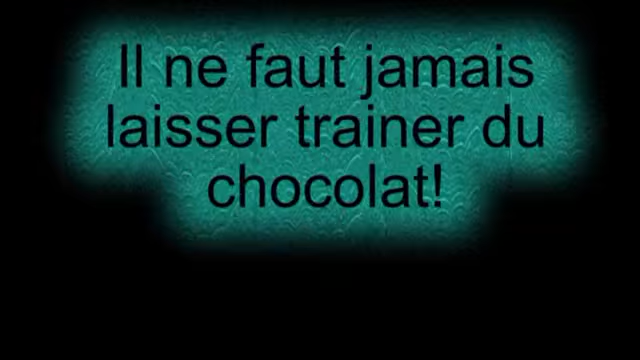 Il ne faut jamais
laisser trainer du
chocolat!